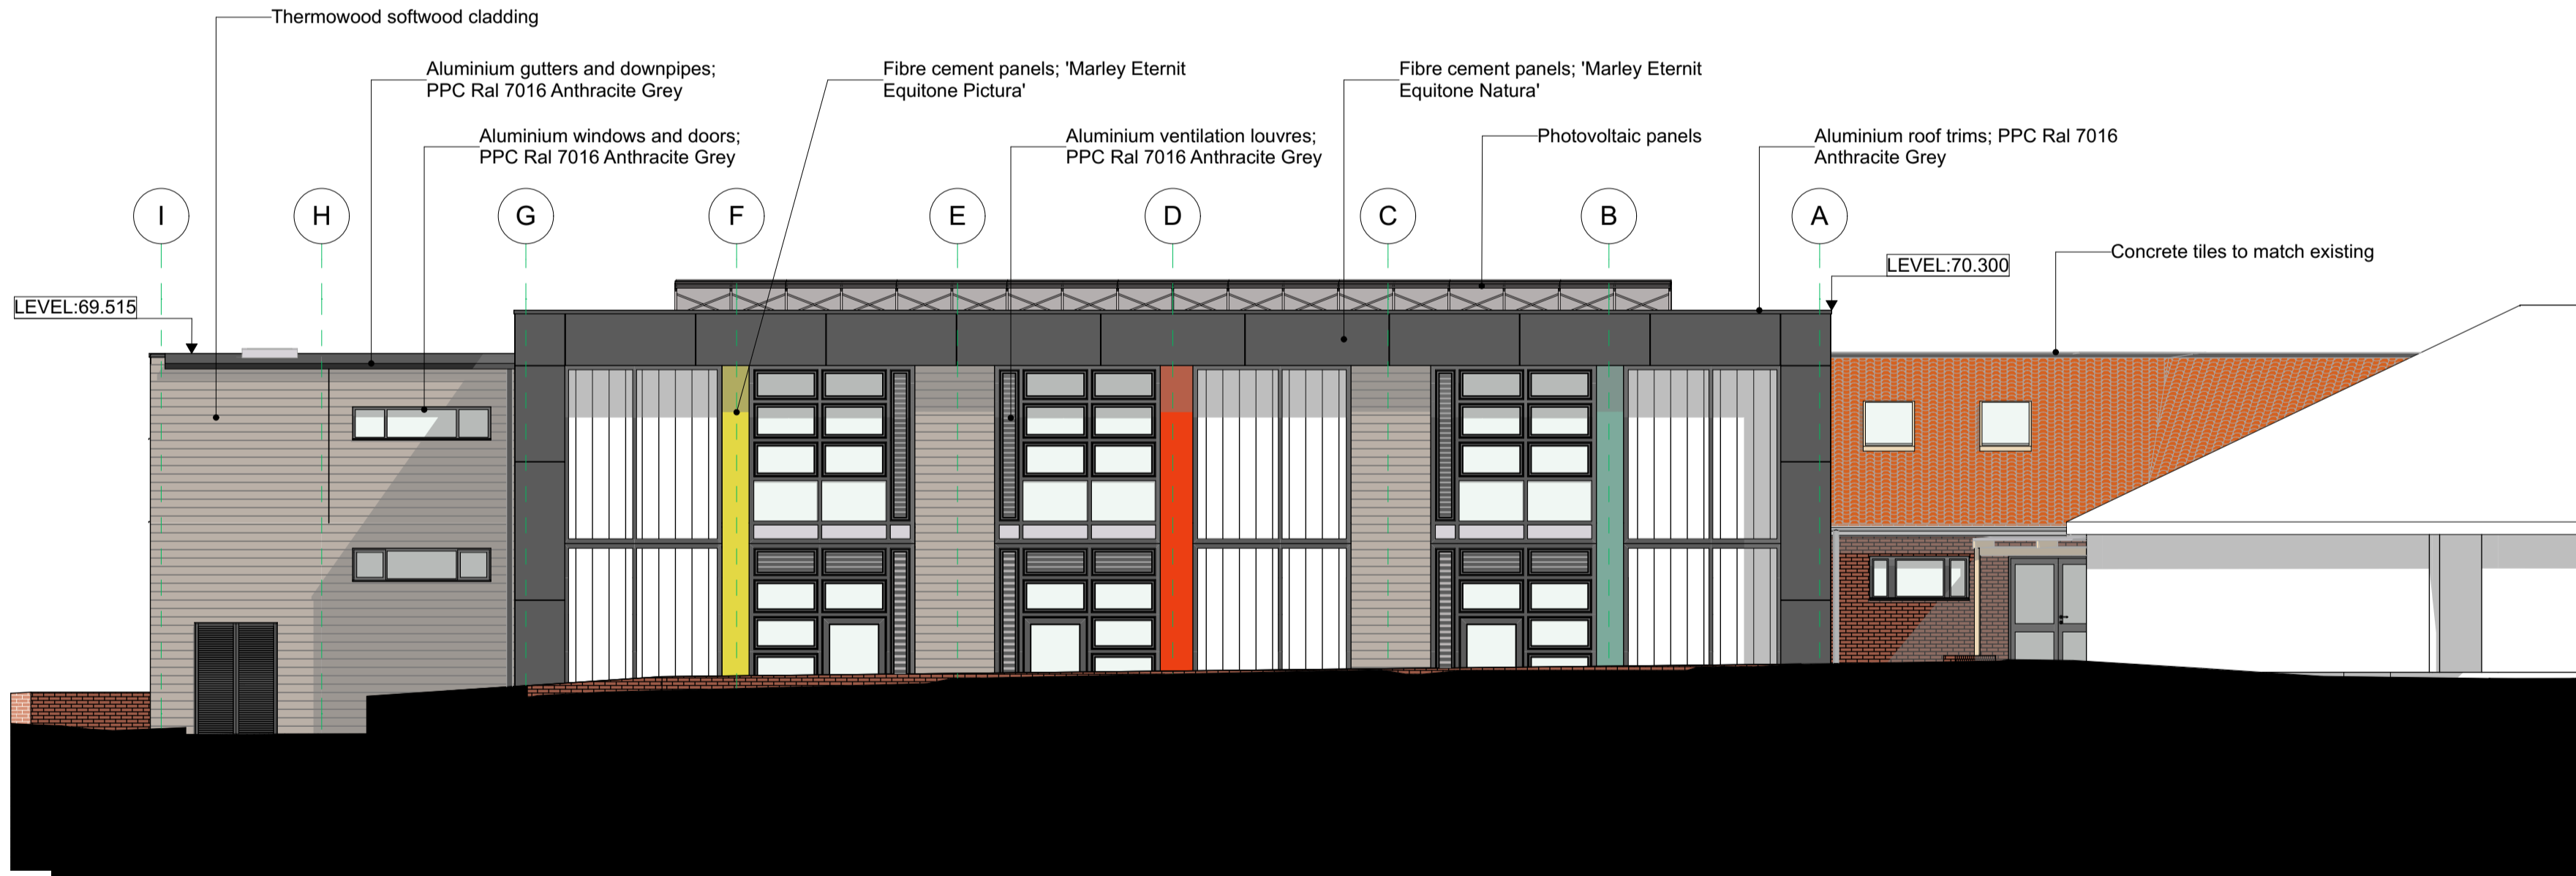 Thermowood softwood cladding
Aluminium gutters and downpipes;
PPC Ral 7016 Anthracite Grey
Fibre cement panels; 'Marley Eternit
Equitone Pictura'
Fibre cement panels; 'Marley Eternit
Equitone Natura'
Aluminium windows and doors;
PPC Ral 7016 Anthracite Grey
Aluminium ventilation louvres;
PPC Ral 7016 Anthracite Grey
Photovoltaic panels
Aluminium roof trims; PPC Ral 7016
Anthracite Grey
I
H
G
F
E
D
C
B
A
Concrete tiles to match existing
LEVEL:70.300
LEVEL:69.515